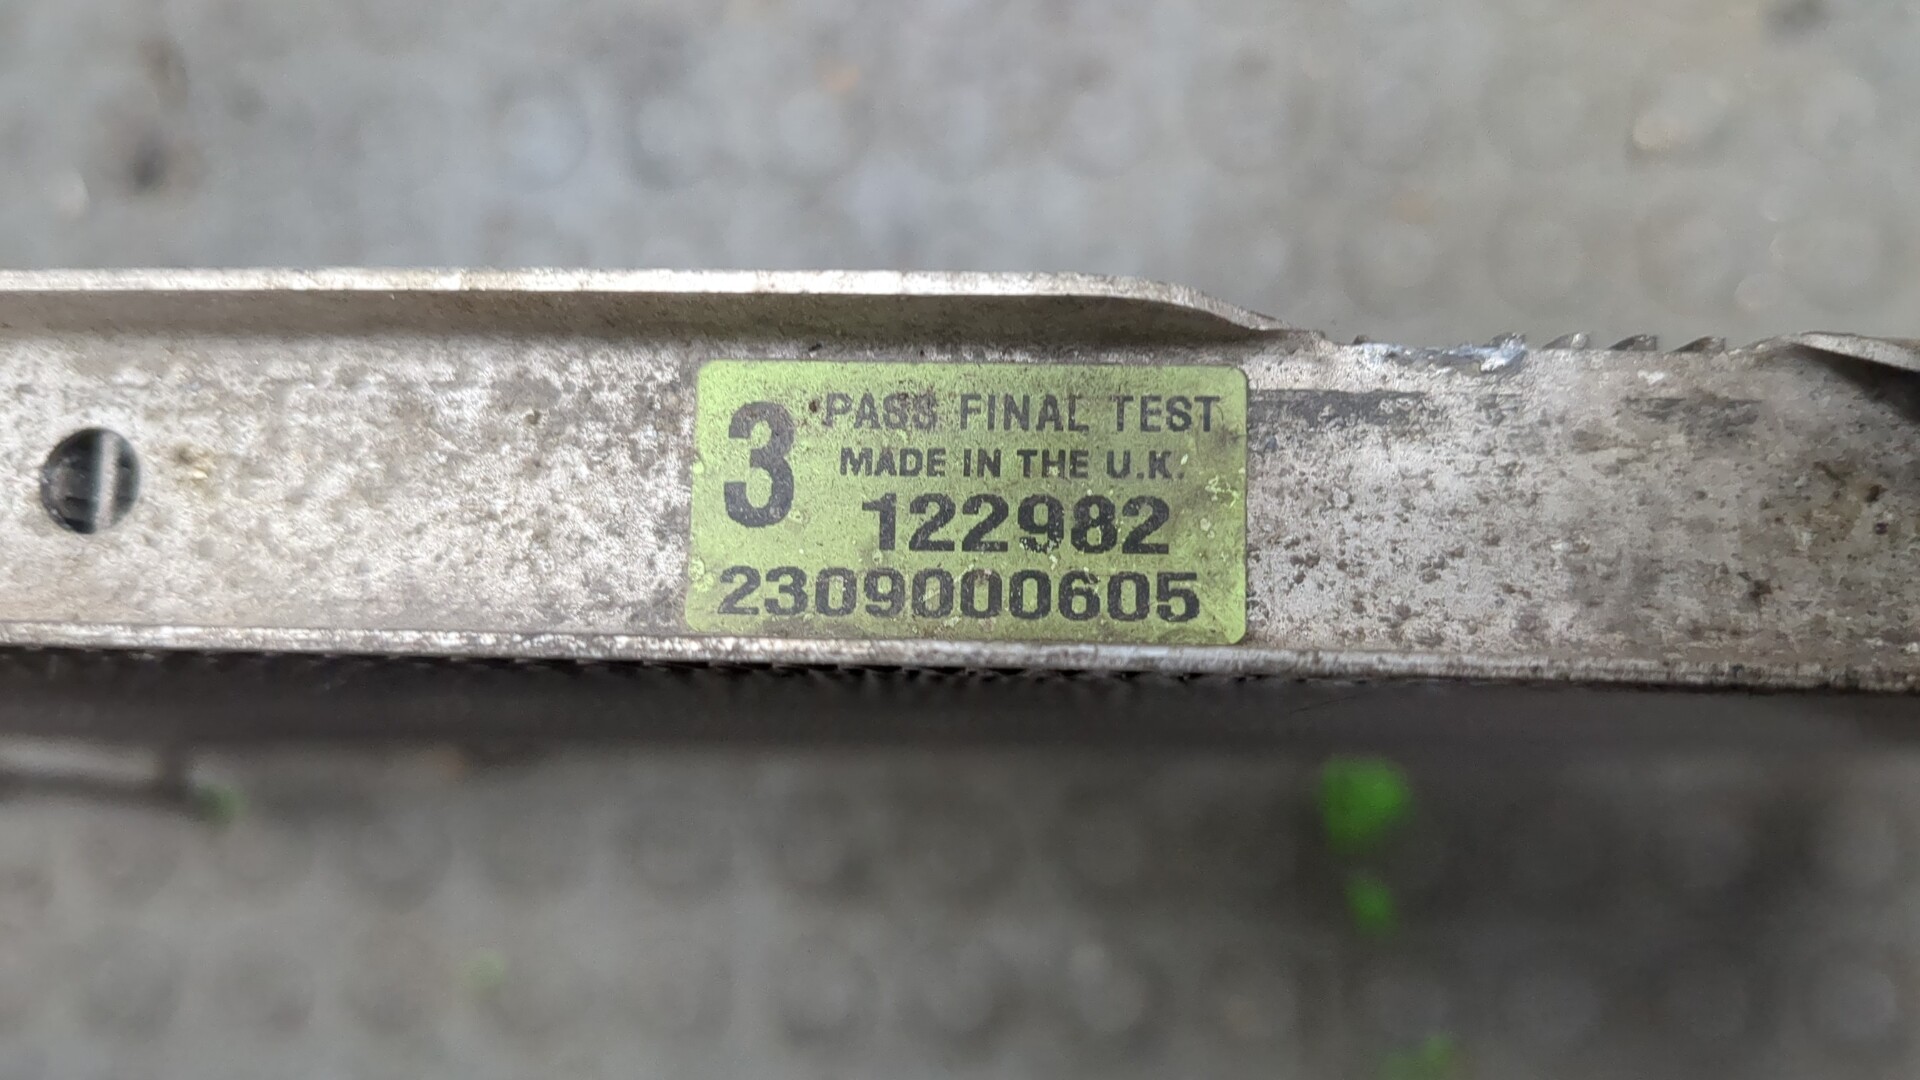 3 PASS FINAL TEST
MADE IN THE U.K.
122982
2309000605